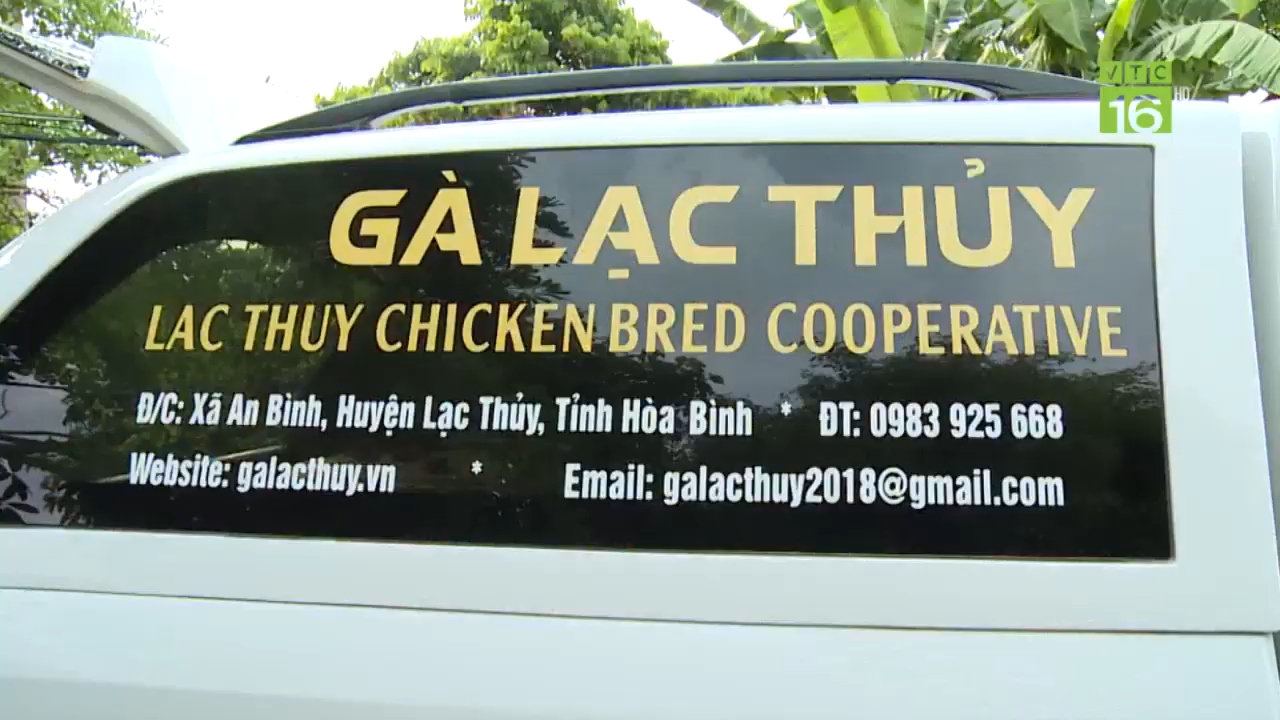 VTC
16
HD
GÀ LẠC THỦY
LAC THUY CHICKEN BRED COOPERATIVE
Đ/C: Xã An Bình, Huyện Lạc Thủy, Tỉnh Hòa Bình * ĐT: 0983 925 668
Website: galacthuy.vn * Email: galacthuy2018@gmail.com